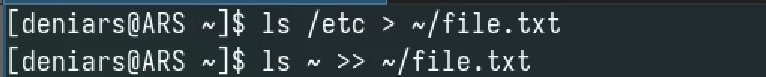 [deniars@ARS ~]$ ls /etc > ~/file.txt
[deniars@ARS ~]$ ls ~ >> ~/file.txt